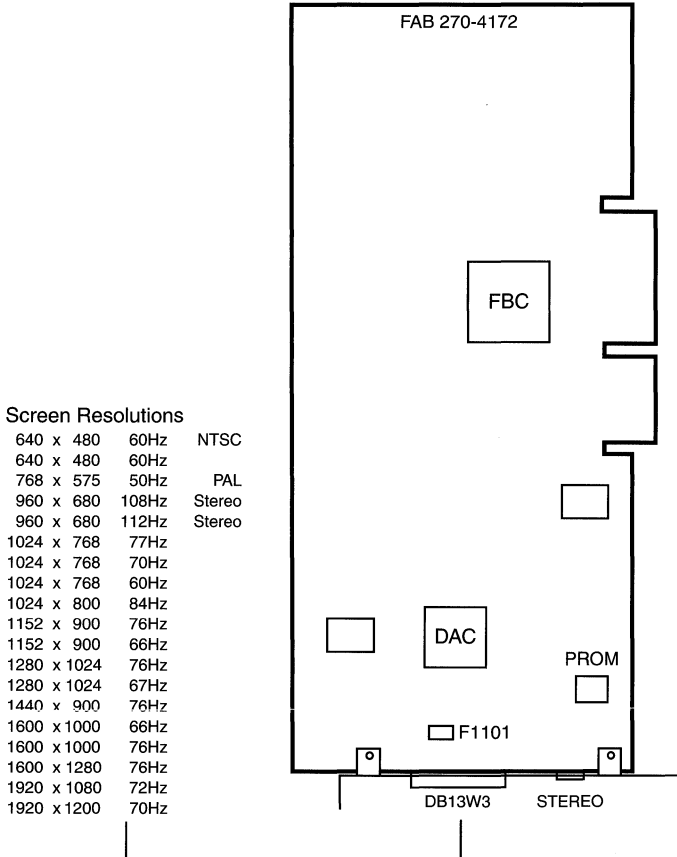 FAB 270-4172
FBC
Screen Resolutions
640 x 480 60Hz NTSC
640 x 480 60Hz
768 x 575 50Hz PAL
960 x 680 108Hz Stereo
960 x 680 112Hz Stereo
1024 x 768 77Hz
1024 x 768 70Hz
1024 x 768 60Hz
1024 x 800 84Hz
1152 x 900 76Hz
1152 x 900 66Hz
1280 x 1024 76Hz
1280 x 1024 67Hz
1440 x 900 76Hz
1600 x 1000 66Hz
1600 x 1000 76Hz
1600 x 1280 76Hz
1920 x 1080 72Hz
1920 x 1200 70Hz
DAC
PROM
F1101
DB13W3 STEREO